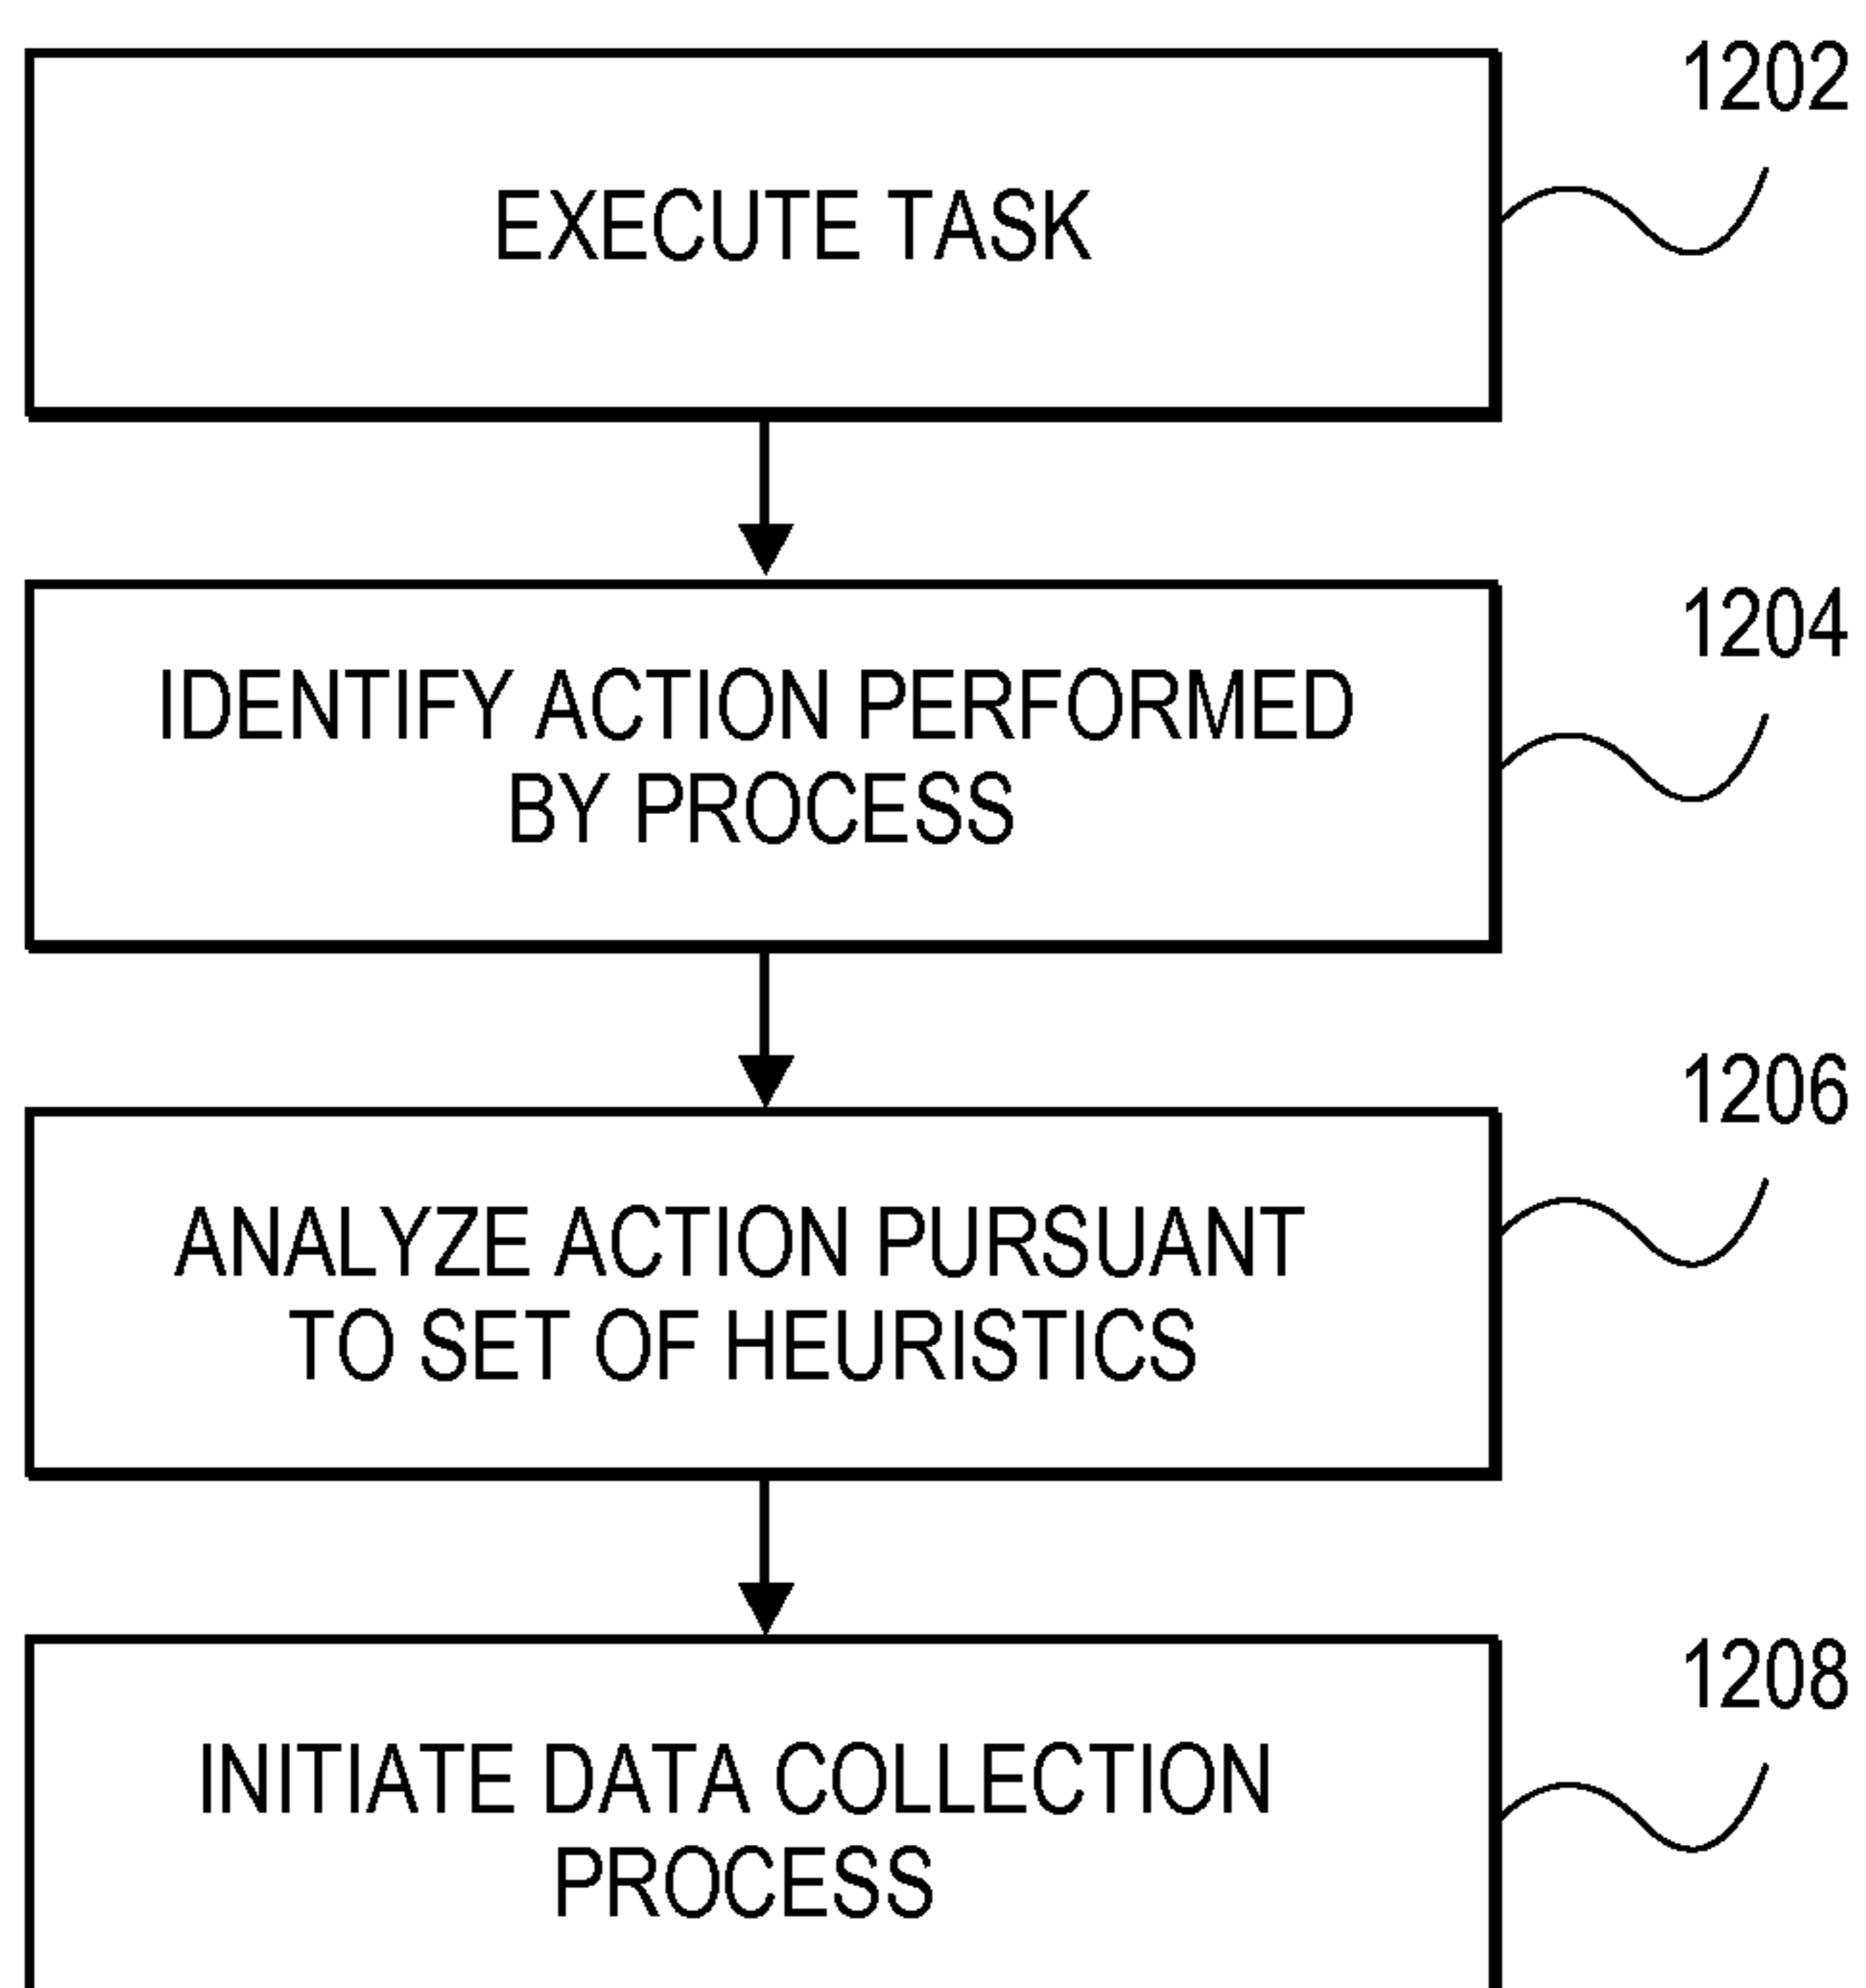 1202
EXECUTE TASK
1204
IDENTIFY ACTION PERFORMED
BY PROCESS
1206
ANALYZE ACTION PURSUANT
TO SET OF HEURISTICS
1208
INITIATE DATA COLLECTION
PROCESS